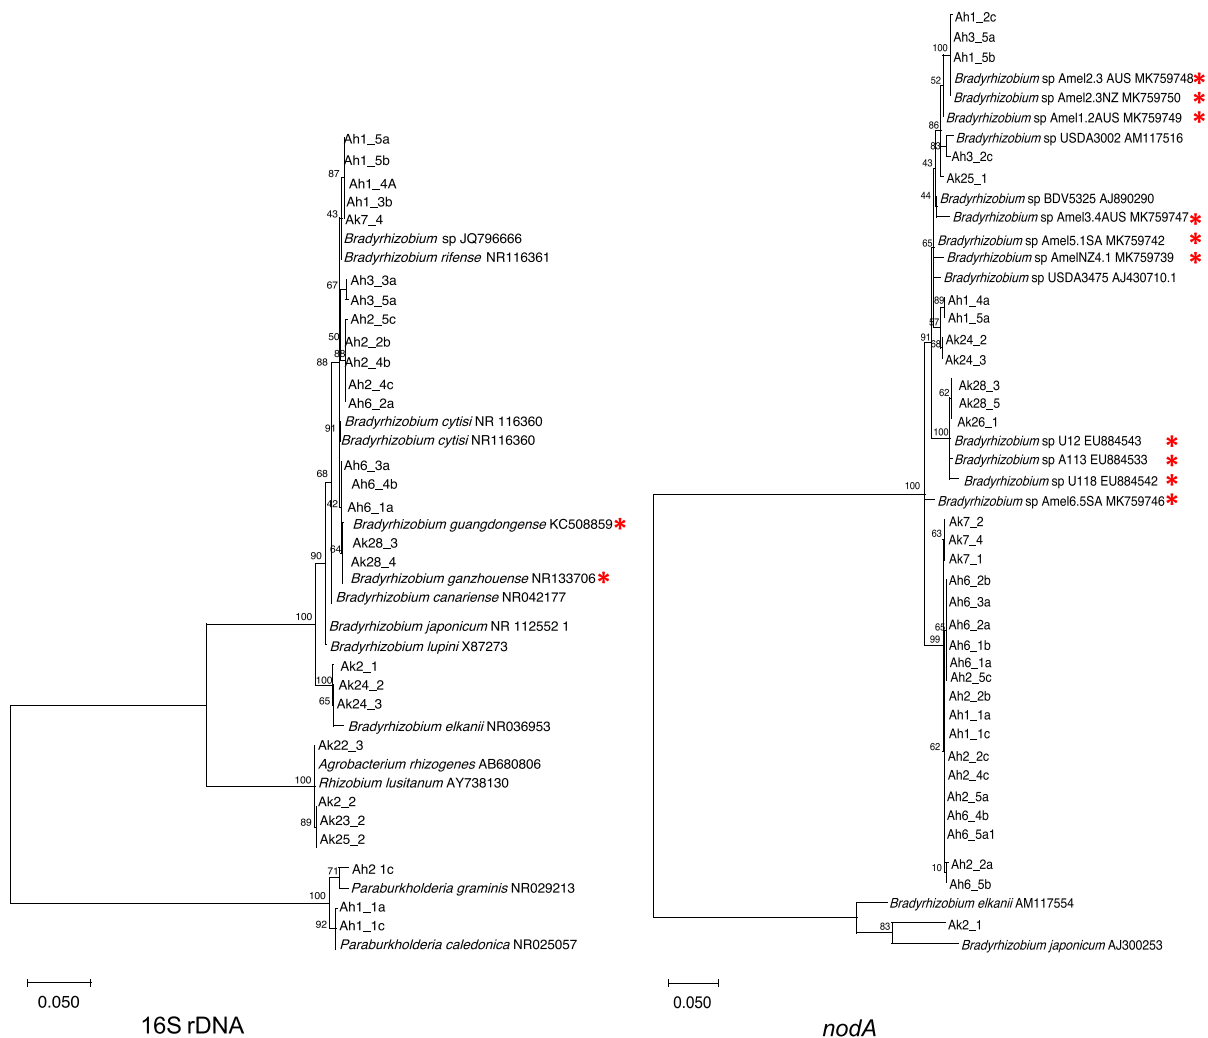 Ah1_5a
Ah1_5b
87
Ah1_4A
Ah1_3b
43
Ak7_4
Bradyrhizobium sp JQ796666
Bradyrhizobium rifense NR116361
67
Ah3_3a
Ah3_5a
Ah2_5c
50
Ah2_2b
88
88
Ah2_4b
Ah2_4c
Ah6_2a
Bradyrhizobium cytisi NR 116360
91
Bradyrhizobium cytisi NR116360
Ah6_3a
68
Ah6_4b
42
Ah6_1a
Bradyrhizobium guangdongense KC508859 *
64
Ak28_3
90
Ak28_4
Bradyrhizobium ganzhouense NR133706 *
Bradyrhizobium canariense NR042177
100
Bradyrhizobium japonicum NR 112552 1
Bradyrhizobium lupini X87273
Ak2_1
100
Ak24_2
65
Ak24_3
Bradyrhizobium elkanii NR036953
Ak22_3
Agrobacterium rhizogenes AB680806
100
Rhizobium lusitanum AY738130
Ak2_2
89
Ak23_2
Ak25_2
71
Ah2 1c
Paraburkholderia graminis NR029213
100
Ah1_1a
92
Ah1_1c
Paraburkholderia caledonica NR025057
0.050
16S rDNA
Ah1_2c
Ah3_5a
100
Ah1_5b
52
Bradyrhizobium sp Amel2.3 AUS MK759748 *
Bradyrhizobium sp Amel2.3NZ MK759750 *
Bradyrhizobium sp Amel1.2AUS MK759749 *
86
Bradyrhizobium sp USDA3002 AM117516
83
Ah3_2c
43
Ak25_1
44
Bradyrhizobium sp BDV5325 AJ890290
Bradyrhizobium sp Amel3.4AUS MK759747 *
65
Bradyrhizobium sp Amel5.1SA MK759742 *
Bradyrhizobium sp AmelNZ4.1 MK759739 *
Bradyrhizobium sp USDA3475 AJ430710.1
89
Ah1_4a
57
Ah1_5a
91
68
Ak24_2
Ak24_3
62
Ak28_3
Ak28_5
Ak26_1
100
Bradyrhizobium sp U12 EU884543 *
Bradyrhizobium sp A113 EU884533 *
Bradyrhizobium sp U118 EU884542 *
100
Bradyrhizobium sp Amel6.5SA MK759746 *
Ak7_2
63
Ak7_4
Ak7_1
Ah6_2b
Ah6_3a
65
Ah6_2a
99
Ah6_1b
Ah6_1a
Ah2_5c
Ah2_2b
Ah1_1a
Ah1_1c
62
Ah2_2c
Ah2_4c
Ah2_5a
Ah6_4b
Ah6_5a1
10
Ah2_2a
Ah6_5b
Bradyrhizobium elkanii AM117554
83
Ak2_1
Bradyrhizobium japonicum AJ300253
0.050
nodA